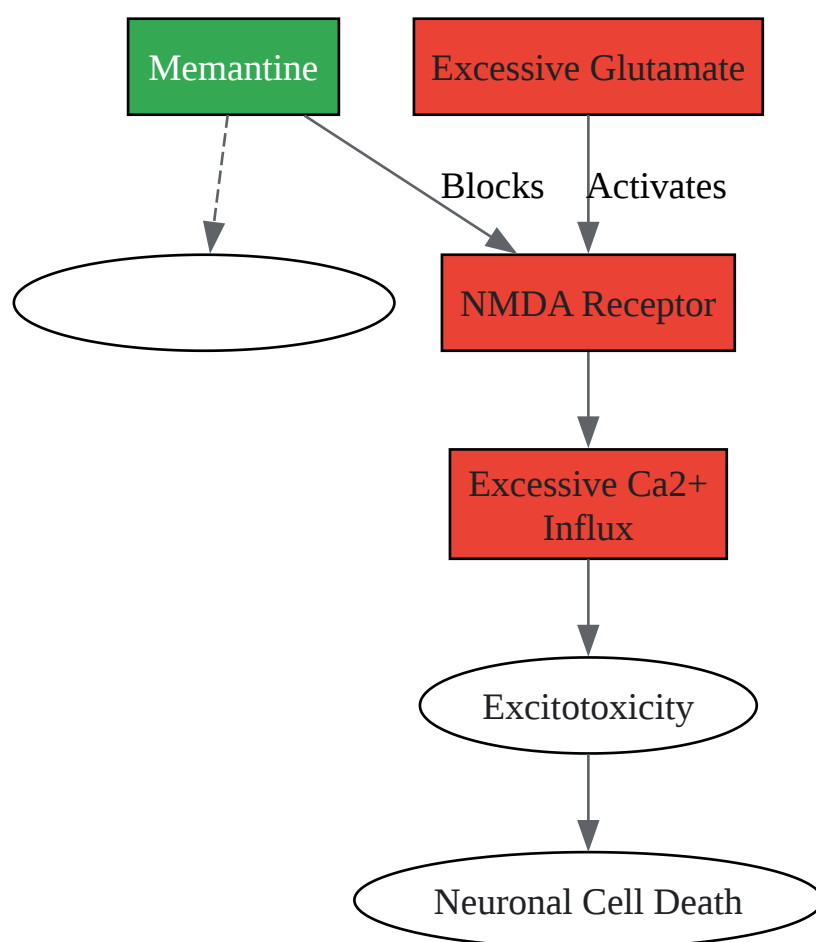 Memantine
Excessive Glutamate
Blocks
Activates
NMDA Receptor
Excessive Ca2+
Influx
Excitotoxicity
Neuronal Cell Death